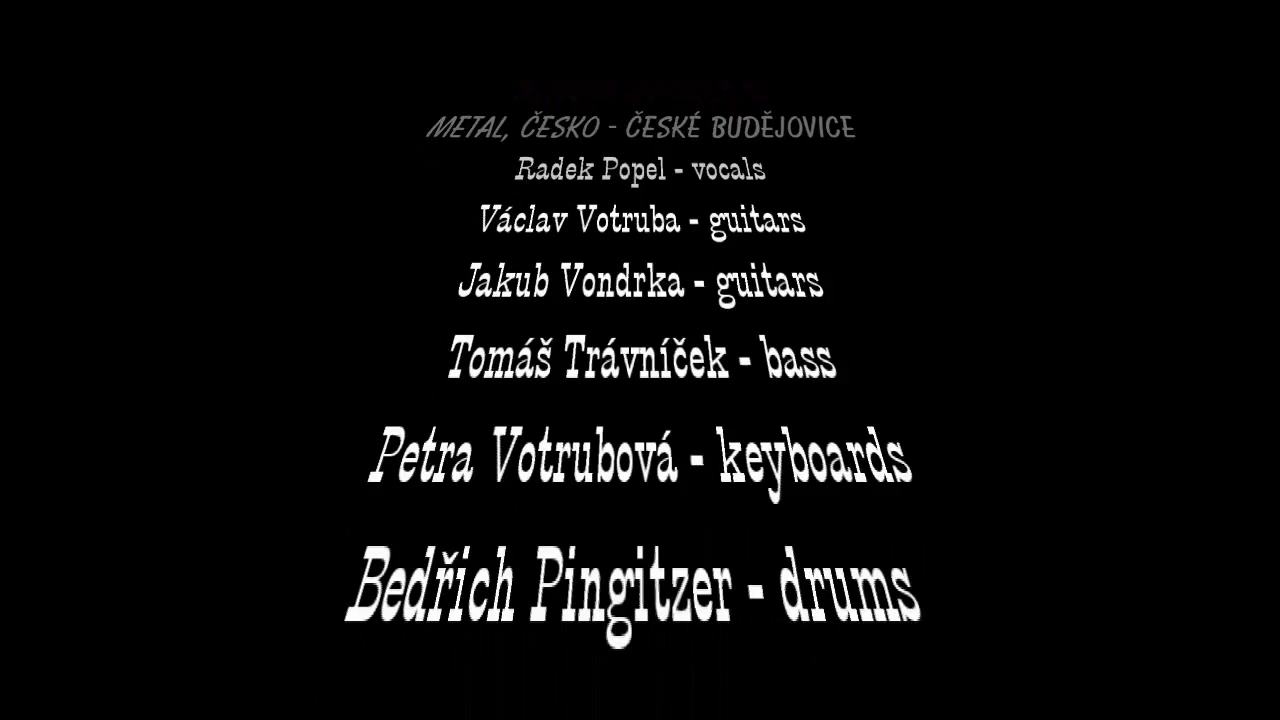 METAL, ČESKO - ČESKÉ BUDĚJOVICE
Radek Popel - vocals
Václav Votruba - guitars
Jakub Vondrka - guitars
Tomáš Trávníček - bass
Petra Votrubová - keyboards
Bedřich Pingitzer - drums